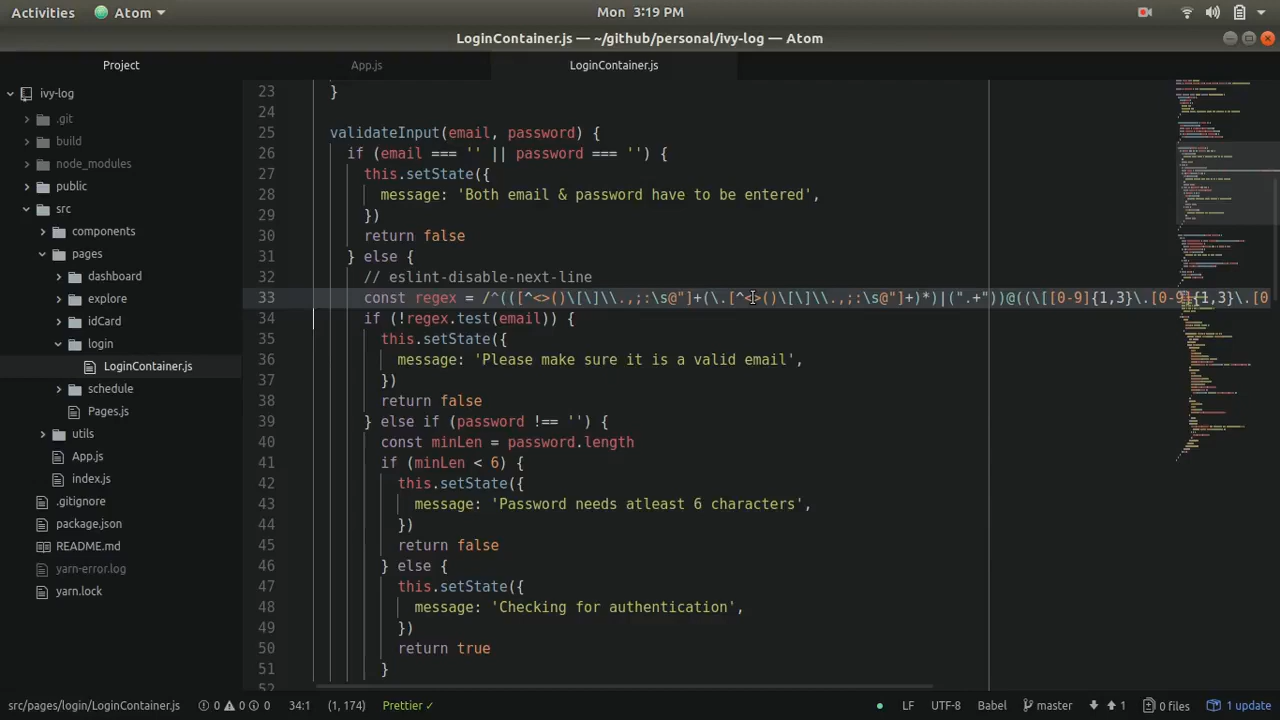 Activities Atom Mon 3:19 PM
LoginContainer.js — ~/github/personal/ivy-log — Atom
Project App.js LoginContainer.js
ivy-log
.git
build
node_modules
public
src
components
pages
dashboard
explore
idCard
login
LoginContainer.js
schedule
Pages.js
utils
App.js
index.js
.gitignore
package.json
README.md
yarn-error.log
yarn.lock
23 }
24
25 validateInput(email, password) {
26 if (email === '' || password === '') {
27 this.setState({
28 message: 'Both email & password have to be entered',
29 })
30 return false
31 } else {
32 // eslint-disable-next-line
33 const regex = /^(([^<>()\[\]\\.,;:\s@"]+(\.[^<>()\[\]\\.,;:\s@"]+)*)|(".+"))@((\[[0-9]{1,3}\.[0-9]{1,3}\.[0
34 if (!regex.test(email)) {
35 this.setState({
36 message: 'Please make sure it is a valid email',
37 })
38 return false
39 } else if (password !== '') {
40 const minLen = password.length
41 if (minLen < 6) {
42 this.setState({
43 message: 'Password needs atleast 6 characters',
44 })
45 return false
46 } else {
47 this.setState({
48 message: 'Checking for authentication',
49 })
50 return true
51 }
52
src/pages/login/LoginContainer.js 0 0 0 34:1 (1, 174) Prettier ✓ LF UTF-8 Babel master 1 0 files 1 update